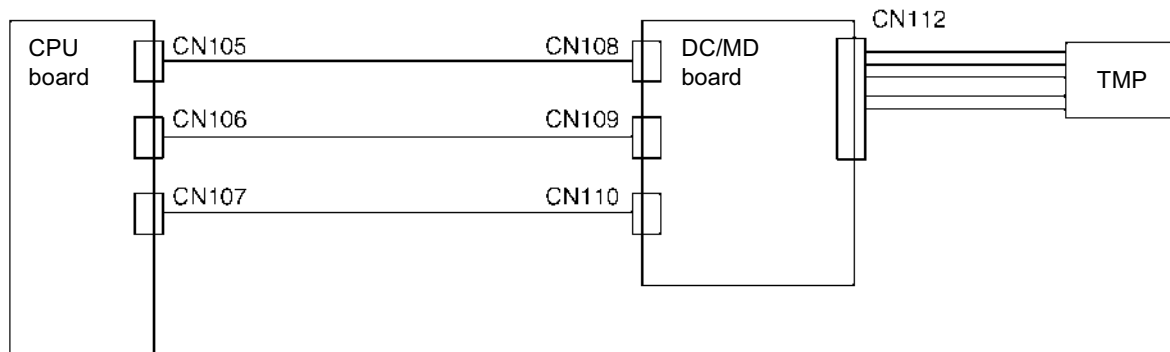 CN112
CPU
board
CN105
CN108
DC/MD
board
TMP
CN106
CN109
CN107
CN110